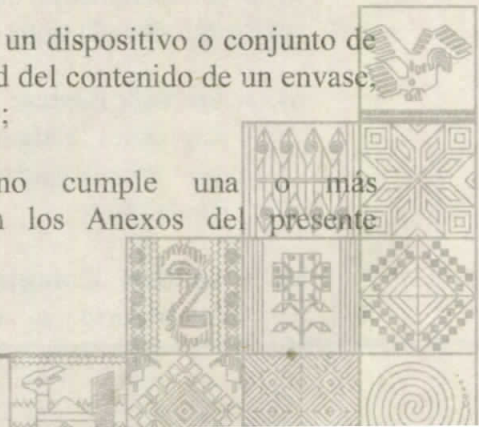 un dispositivo o conjunto de
d del contenido de un envase,
;
no cumple una o más
los Anexos del presente